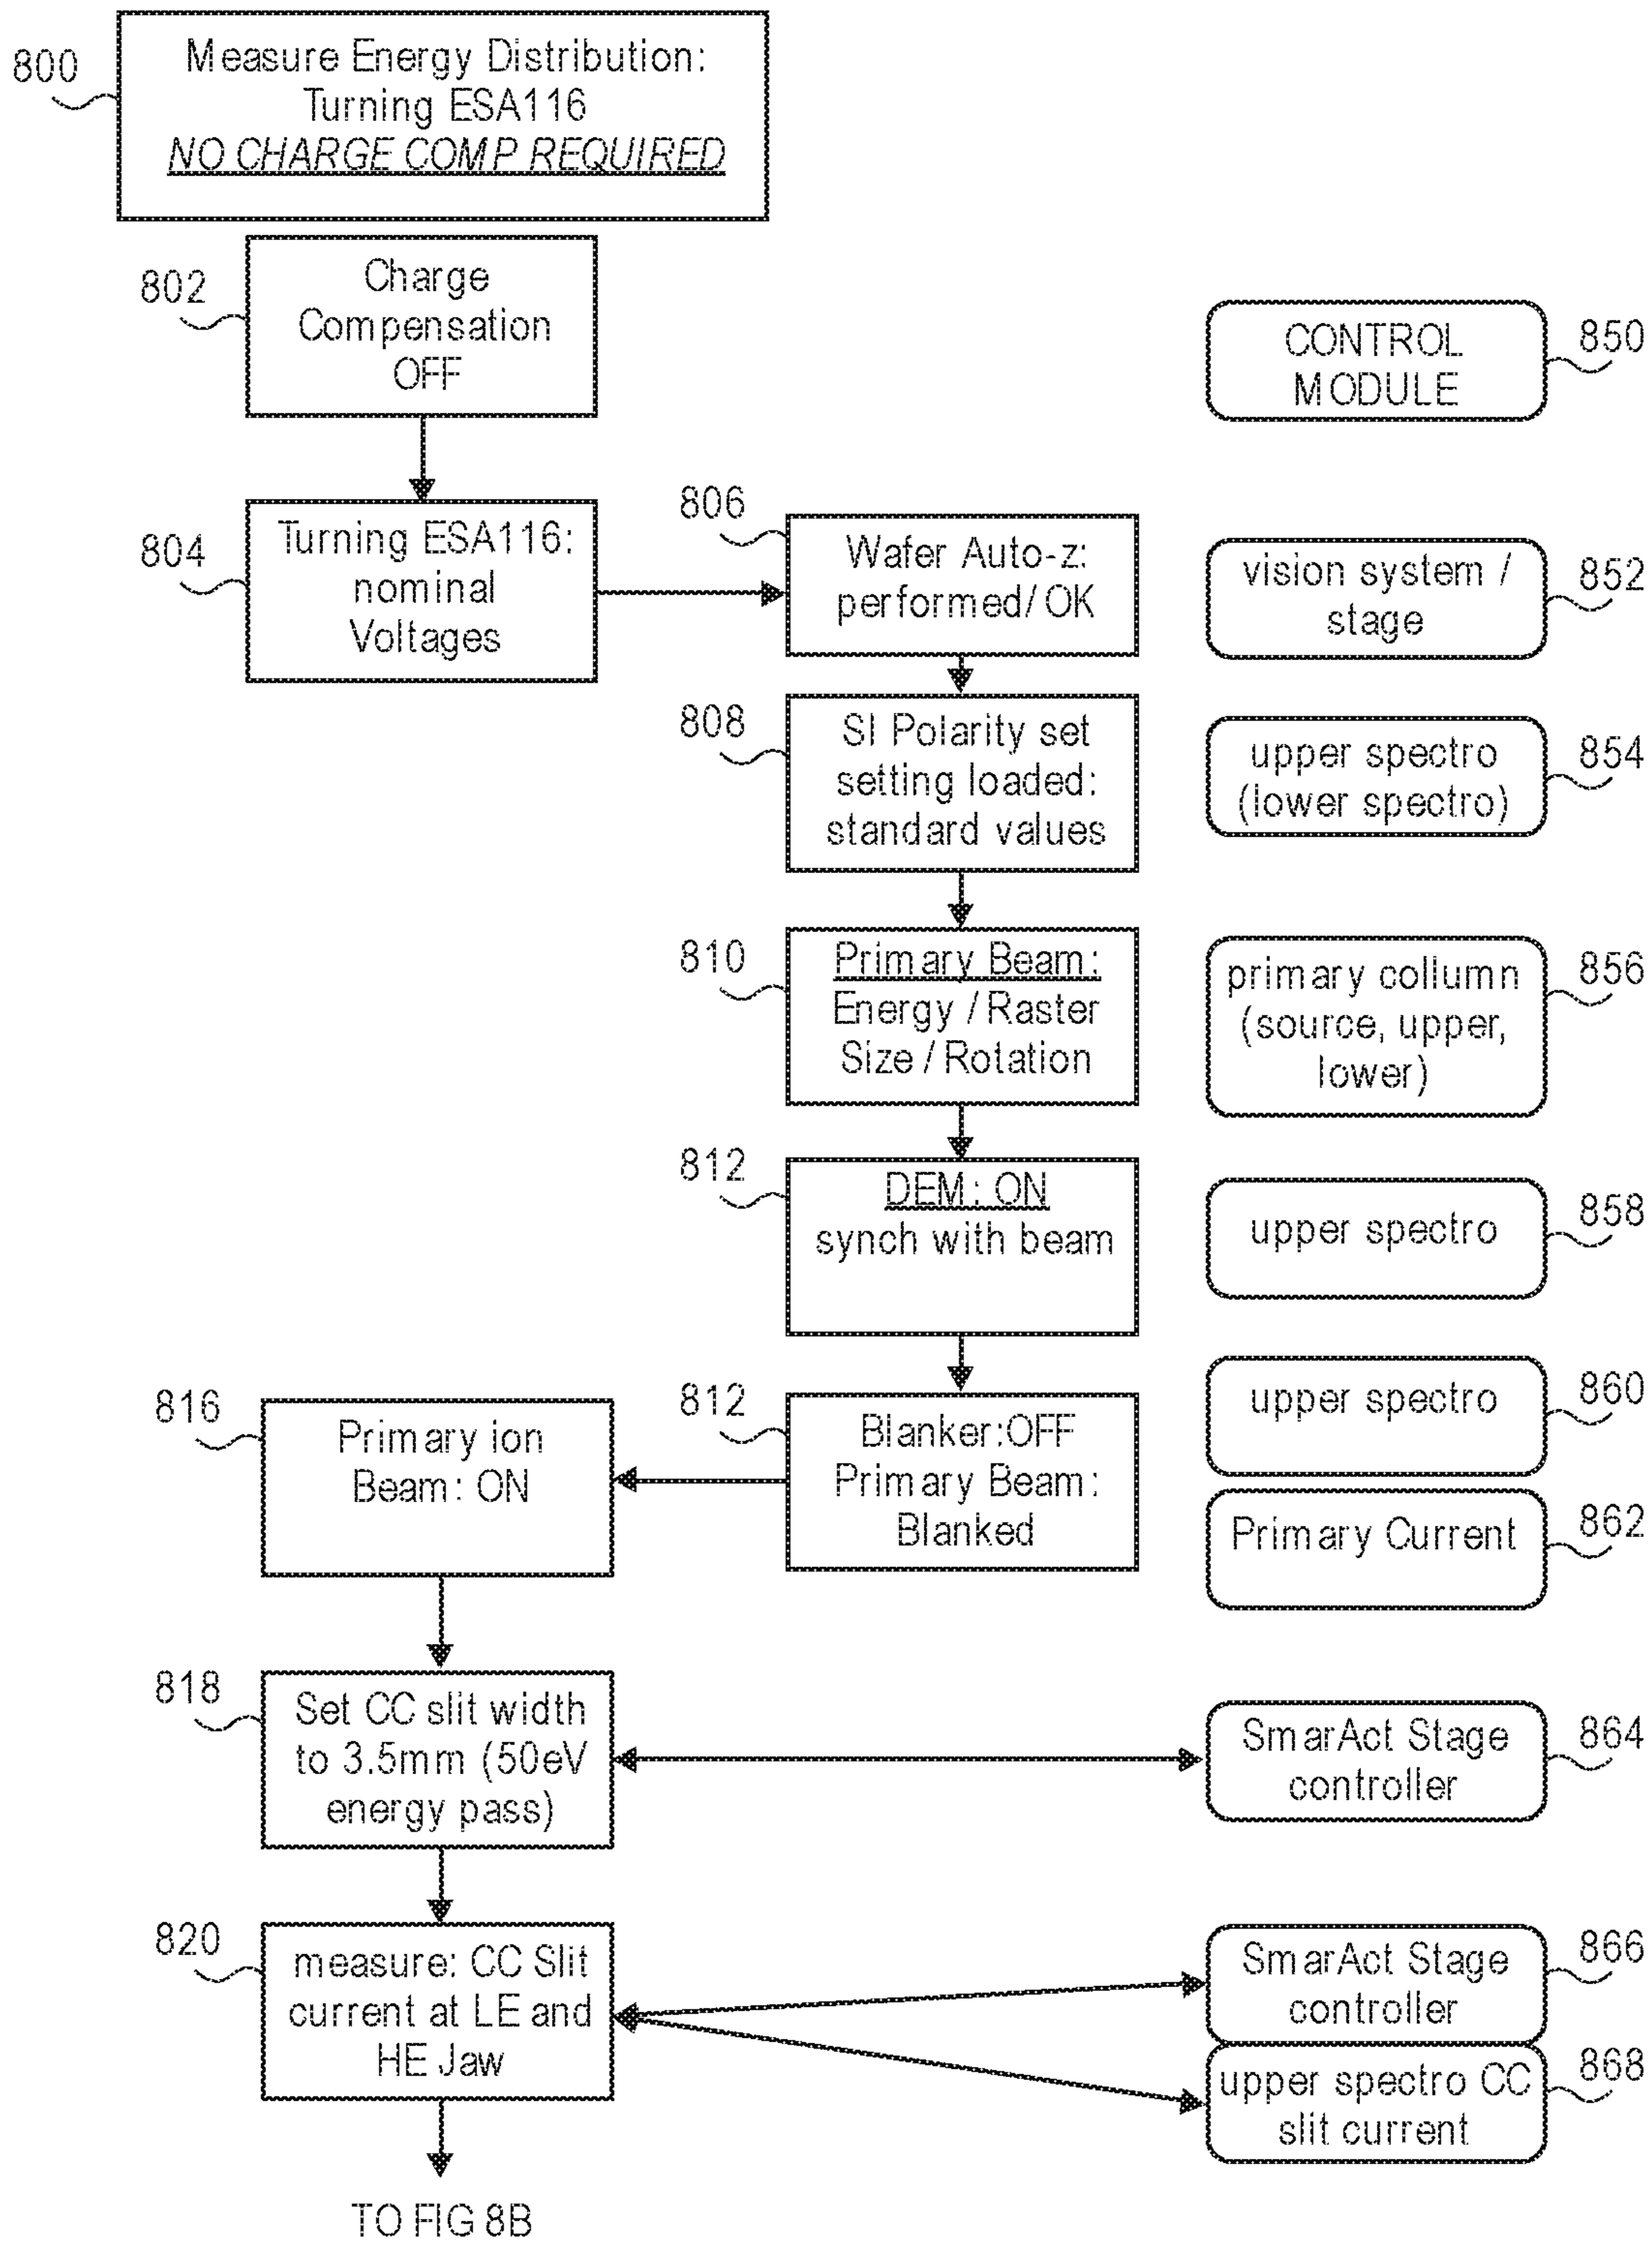 800
Measure Energy Distribution:
Turning ESA116
NO CHARGE COMP REQUIRED
802
Charge
Compensation
OFF
CONTROL
MODULE
850
804
Turning ESA116:
nominal
Voltages
806
Wafer Auto-z:
performed/OK
vision system /
stage
852
808
SI Polarity set
setting loaded:
standard values
upper spectro
(lower spectro)
854
810
Primary Beam:
Energy / Raster
Size / Rotation
primary collumn
(source, upper,
lower)
856
812
DEM: ON
synch with beam
upper spectro
858
816
Primary ion
Beam: ON
812
Blanker:OFF
Primary Beam:
Blanked
upper spectro
860
Primary Current
862
818
Set CC slit width
to 3.5mm (50eV
energy pass)
SmarAct Stage
controller
864
820
measure: CC Slit
current at LE and
HE Jaw
SmarAct Stage
controller
866
upper spectro CC
slit current
868
TO FIG 8B